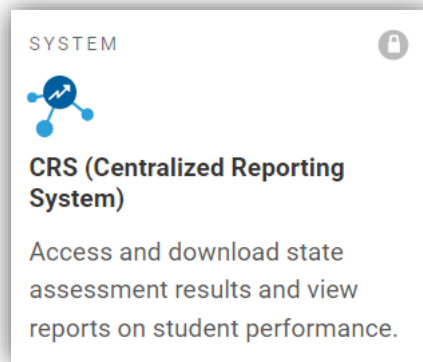 SYSTEM
CRS (Centralized Reporting
System)
Access and download state
assessment results and view
reports on student performance.